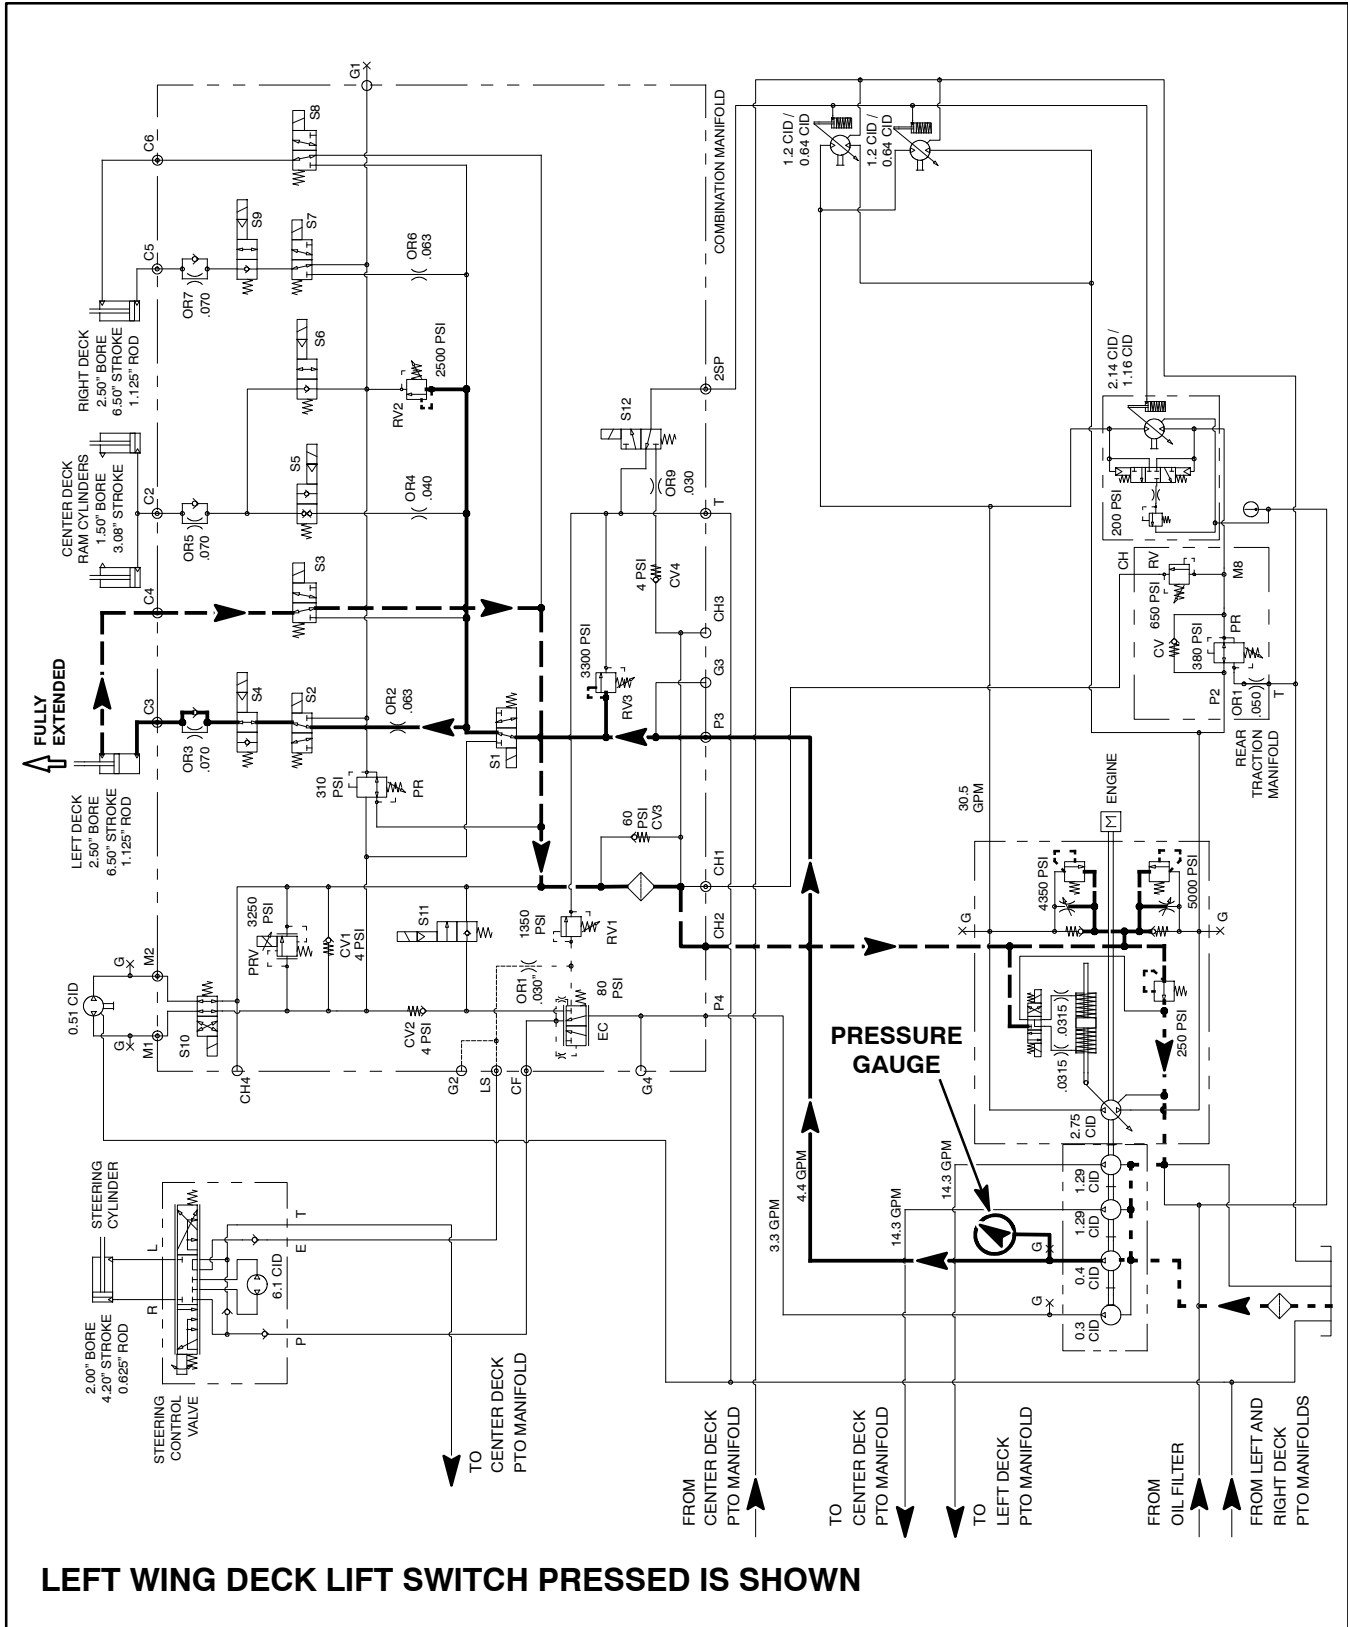 G1
C6
S8
COMBINATION MANIFOLD
RIGHT DECK
2.50" BORE
6.50" STROKE
1.125" ROD
C5
OR7
.070
S9
S7
OR6
.063
S6
RV2
2500 PSI
CENTER DECK
RAM CYLINDERS
1.50" BORE
3.08" STROKE
C2
OR5
.070
S5
OR4
.040
C4
S3
FULLY
EXTENDED
LEFT DECK
2.50" BORE
6.50" STROKE
1.125" ROD
C3
OR3
.070
S4
S2
OR2
.063
S1
310
PSI
PR
3300 PSI
RV3
60
PSI
CV3
S12
OR9
.030
4 PSI
CV4
2SP
T
CH3
G3
P3
CH1
CH2
P4
1350
PSI
RV1
OR1
.030"
80
PSI
EC
S11
3250
PSI
PRV
CV1
4 PSI
CV2
4 PSI
0.51 CID
G
G
M2
M1
S10
CH4
G2
LS
CF
G4
1.2 CID /
0.64 CID
1.2 CID /
0.64 CID
2.14 CID /
1.16 CID
200 PSI
CH
RV
650 PSI
M8
CV
380 PSI
PR
P2
OR1
.050
T
REAR
TRACTION
MANIFOLD
30.5
GPM
ENGINE
M
4350 PSI
5000 PSI
G
G
.0315
.0315
250 PSI
2.75
CID
PRESSURE
GAUGE
3.3 GPM
4.4 GPM
14.3 GPM
14.3 GPM
G
G
1.29
CID
1.29
CID
0.4
CID
0.3
CID
STEERING
CYLINDER
2.00" BORE
4.20" STROKE
0.625" ROD
L
R
T
E
P
6.1 CID
STEERING
CONTROL
VALVE
TO
CENTER DECK
PTO MANIFOLD
FROM
CENTER DECK
PTO MANIFOLD
TO
CENTER DECK
PTO MANIFOLD
TO
LEFT DECK
PTO MANIFOLD
FROM
OIL FILTER
FROM LEFT AND
RIGHT DECK
PTO MANIFOLDS
LEFT WING DECK LIFT SWITCH PRESSED IS SHOWN